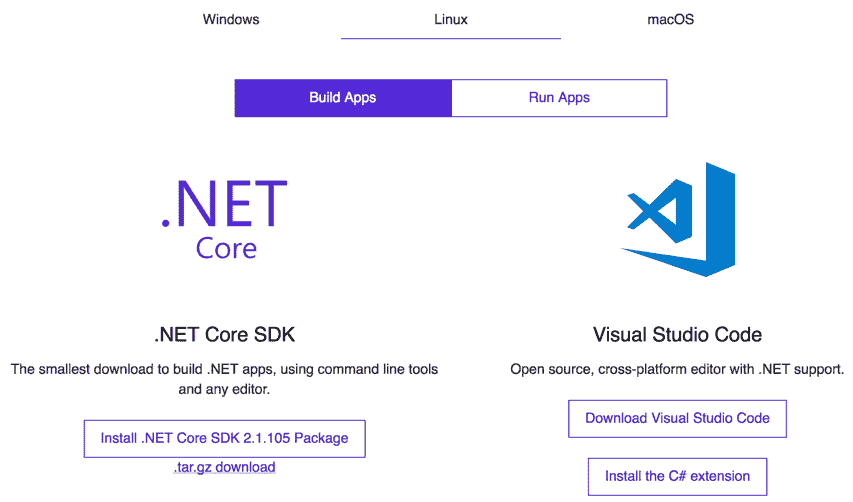 Windows
Linux
macOS
Build Apps
Run Apps
.NET
Core
.NET Core SDK
The smallest download to build .NET apps, using command line tools
and any editor.
Install .NET Core SDK 2.1.105 Package
.tar.gz download
Visual Studio Code
Open source, cross-platform editor with .NET support.
Download Visual Studio Code
Install the C# extension